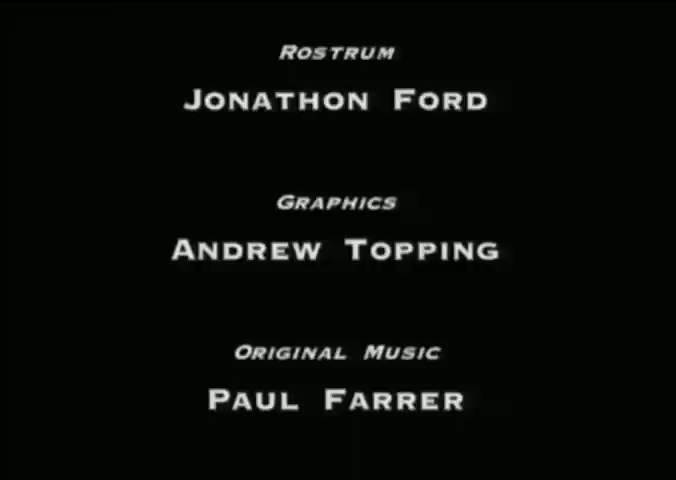 Rostrum
Jonathon Ford
Graphics
Andrew Topping
Original Music
Paul Farrer